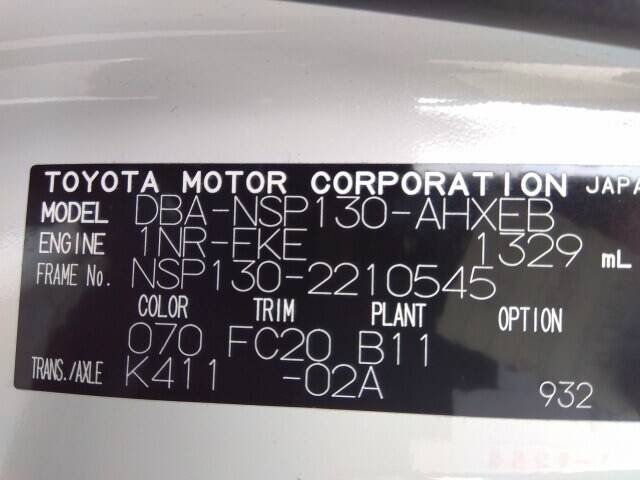 TOYOTA MOTOR CORPORATION JAPA
MODEL DBA-NSP130-AHXEB
ENGINE 1NR-FKE 1329 mL
FRAME No. NSP130-2210545
COLOR TRIM PLANT OPTION
070 FC20 B11
TRANS./AXLE K411 -02A
932